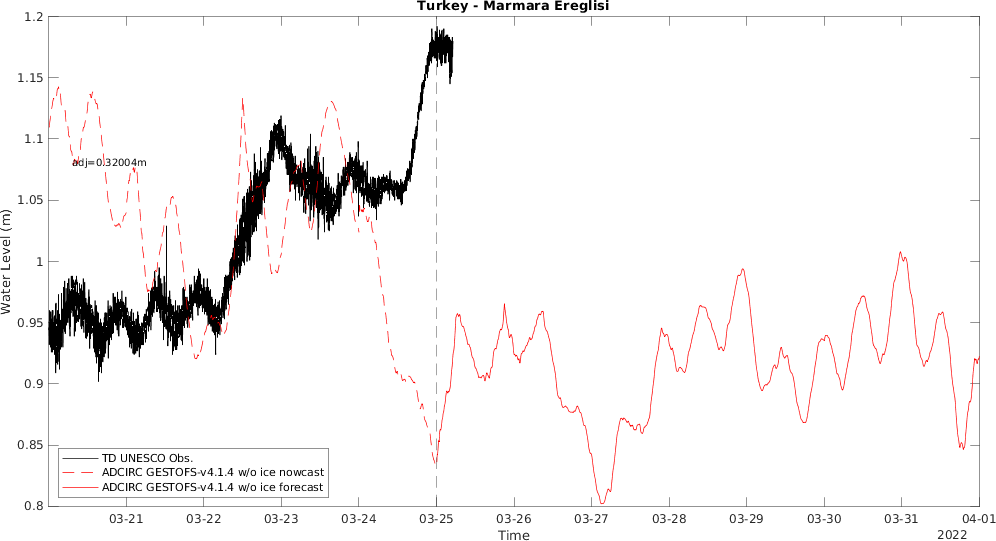 Turkey - Marmara Ereglisi
Water Level (m)
1.2
1.15
1.1
1.05
1
0.95
0.9
0.85
0.8
adj=0.32004m
TD UNESCO Obs.
ADCIRC GESTOFS-v4.1.4 w/o ice nowcast
ADCIRC GESTOFS-v4.1.4 w/o ice forecast
03-21 03-22 03-23 03-24 03-25 03-26 03-27 03-28 03-29 03-30 03-31 04-01
Time
2022